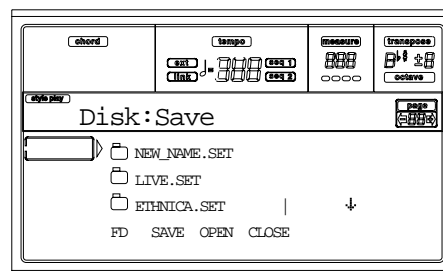 chord tempo measure transpose
ext seq 1
link seq 2
octave
style play page
Disk:Save
NEW_NAME.SET
LIVE.SET
ETHNICA.SET
FD SAVE OPEN CLOSE